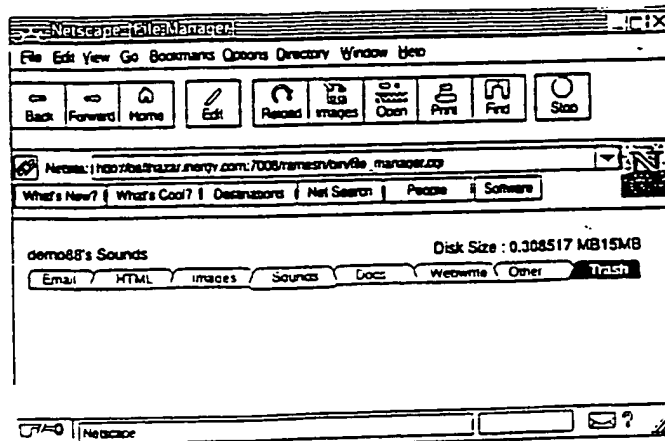 Netscape: File Manager
File Edit View Go Bookmarks Options Directory Window Help
Back Forward Home Edit Reload Images Open Print Find Stop
What's New? What's Cool? Destinations Net Search People Software
demo88's Sounds
Disk Size : 0.308517 MB15MB
Email HTML Images Sounds Docs Webwrite Other Trash
Netscape
?